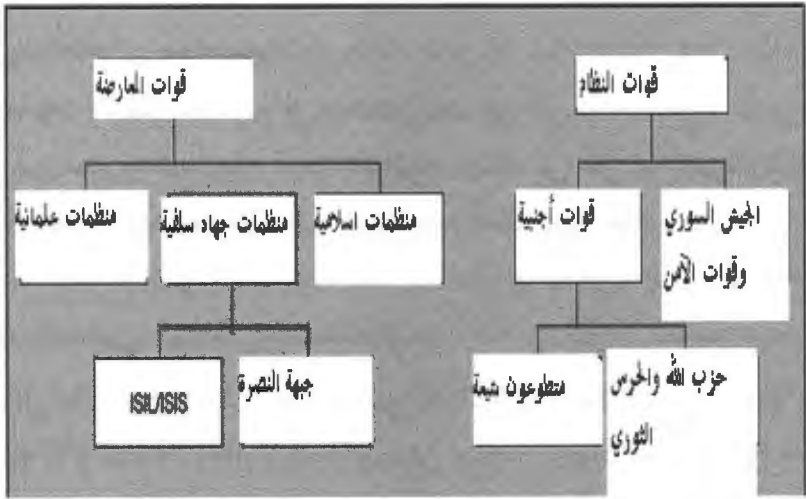 قوات النظام
قوات المعارضة
الجيش السوري
وقوات الأمن
قوات أجنبية
منظمات اسلامية
منظمات جهاد سلفية
منظمات علمانية
حزب الله والحرس
الثوري
متطوعون شيعة
جبهة النصرة
ISIL/ISIS